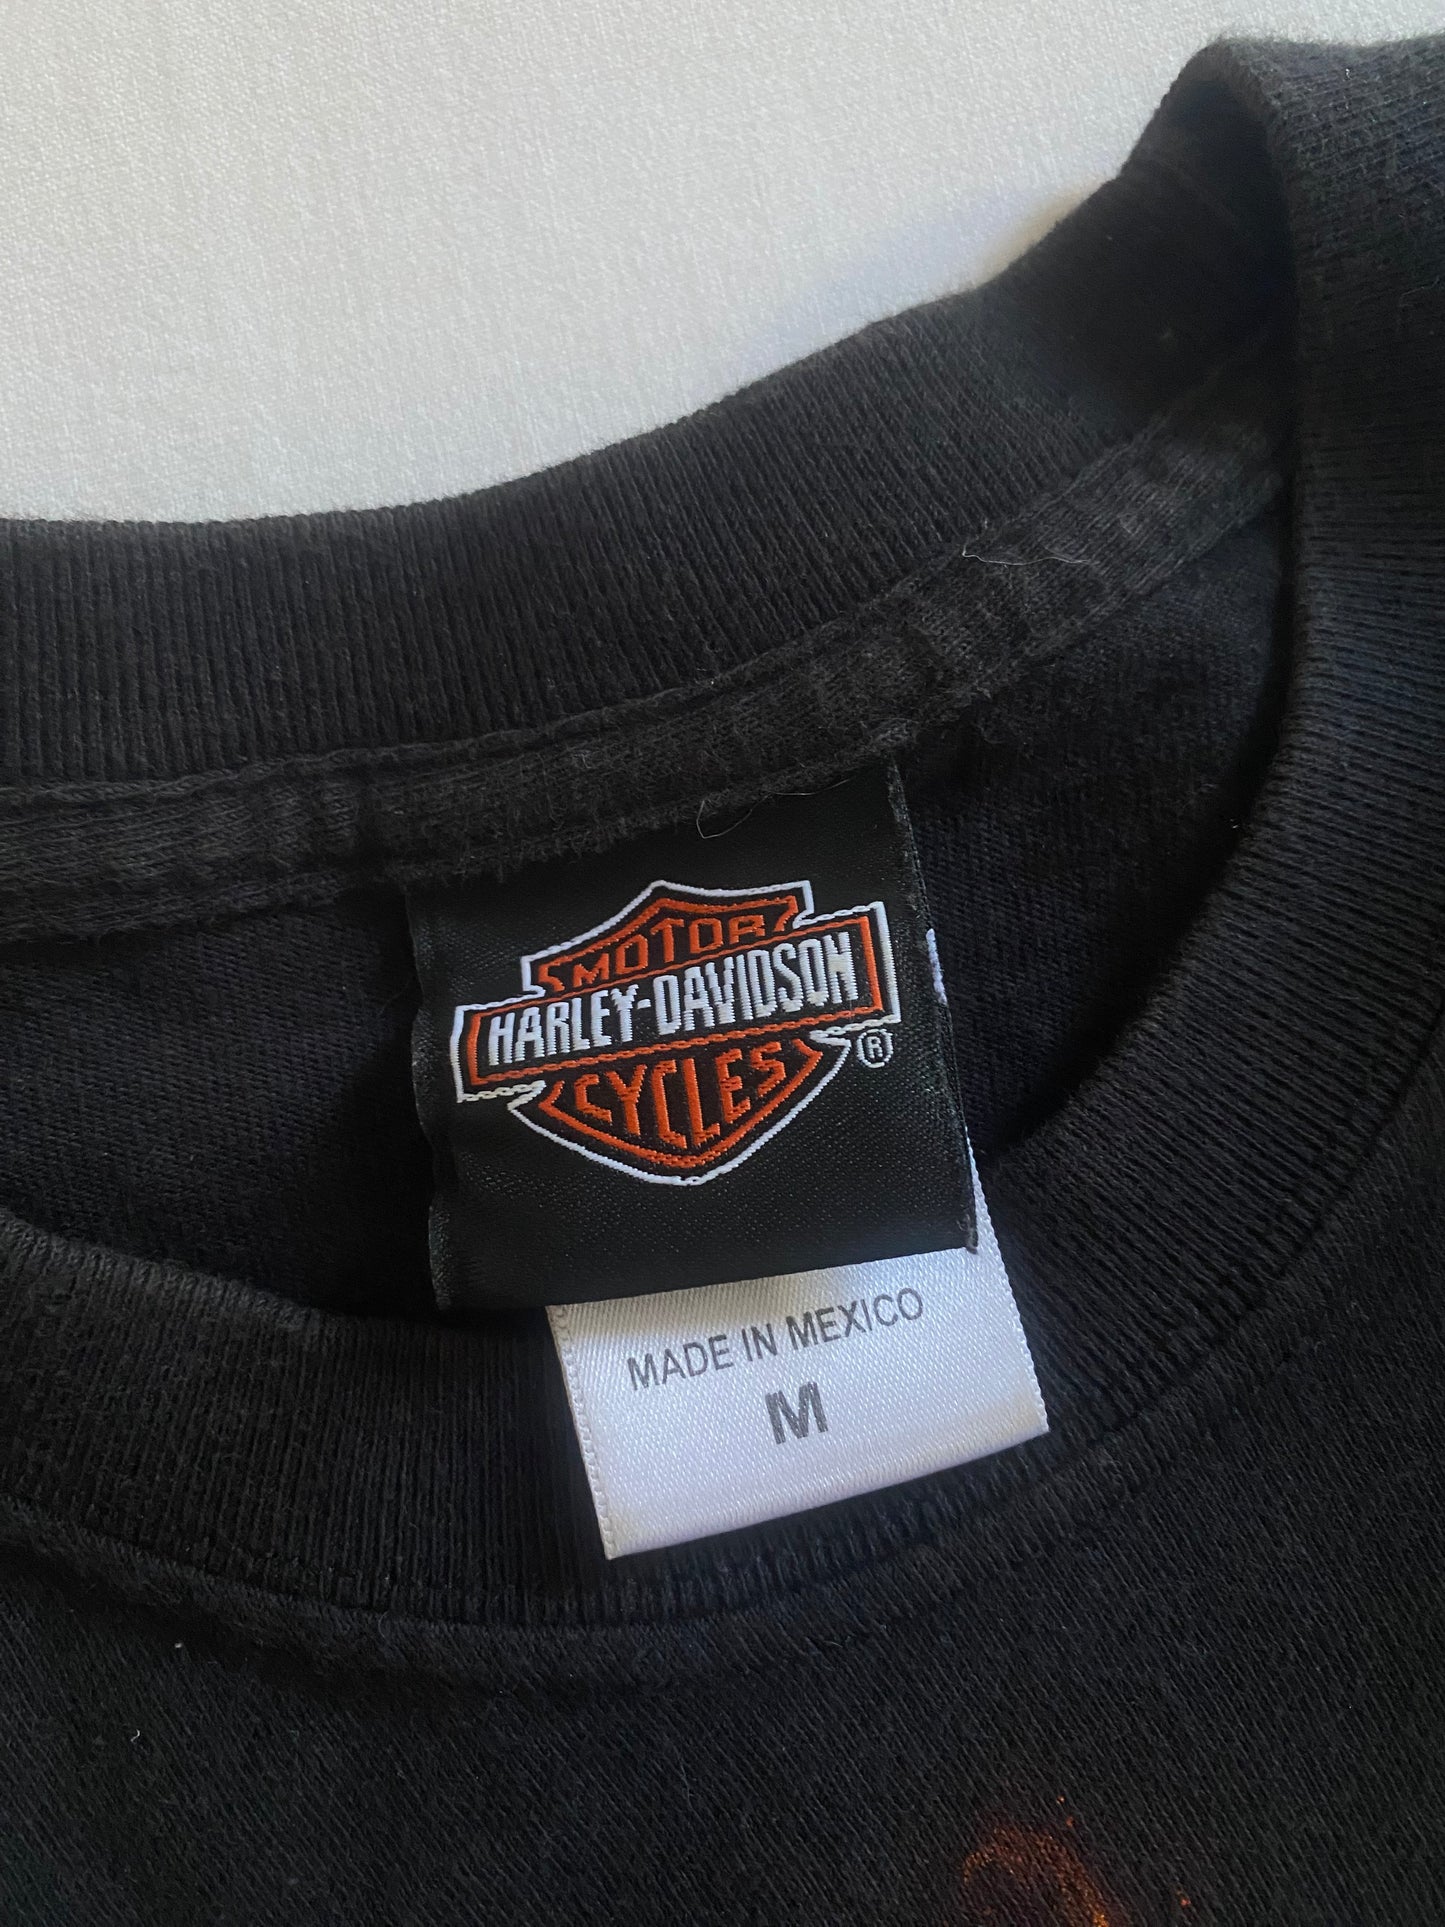 MOTOR
HARLEY-DAVIDSON
CYCLES
®
MADE IN MEXICO
M